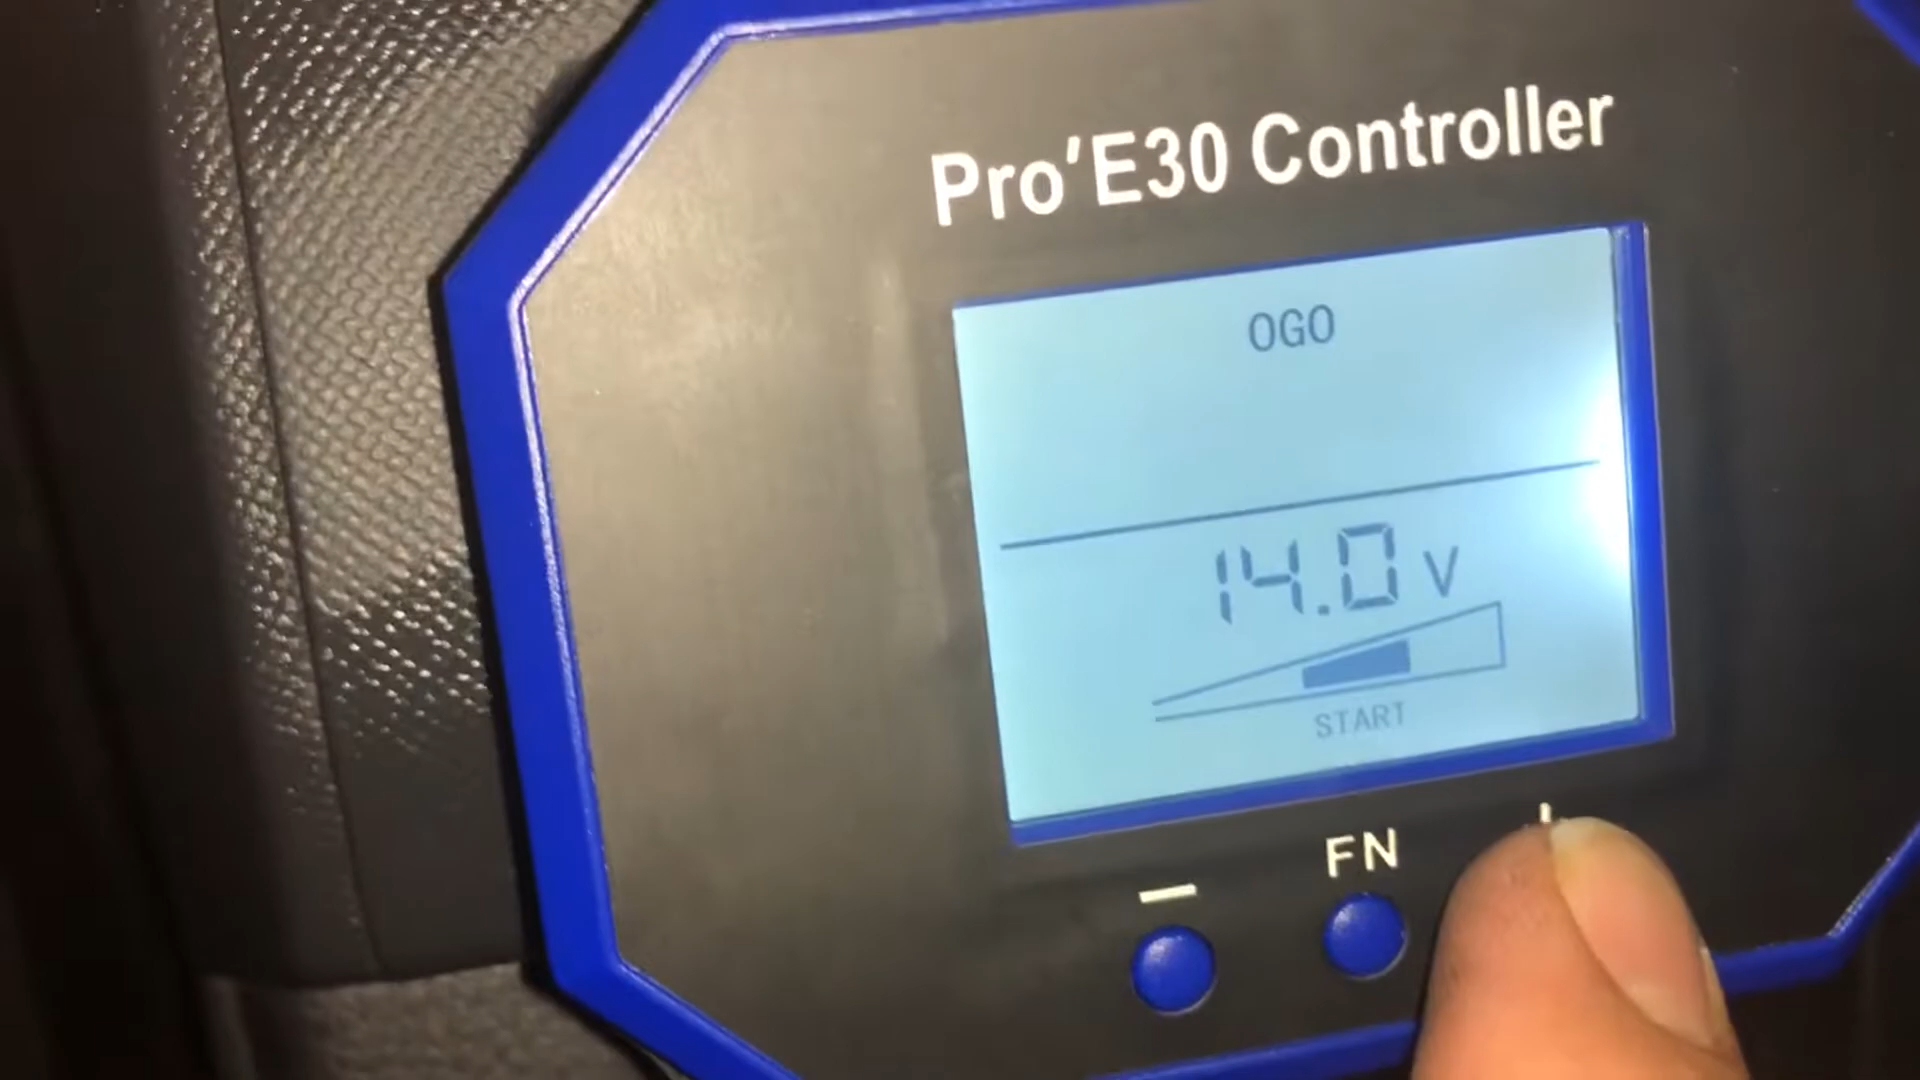 Pro'E30 Controller
OGO
14.0 V
START
— FN +